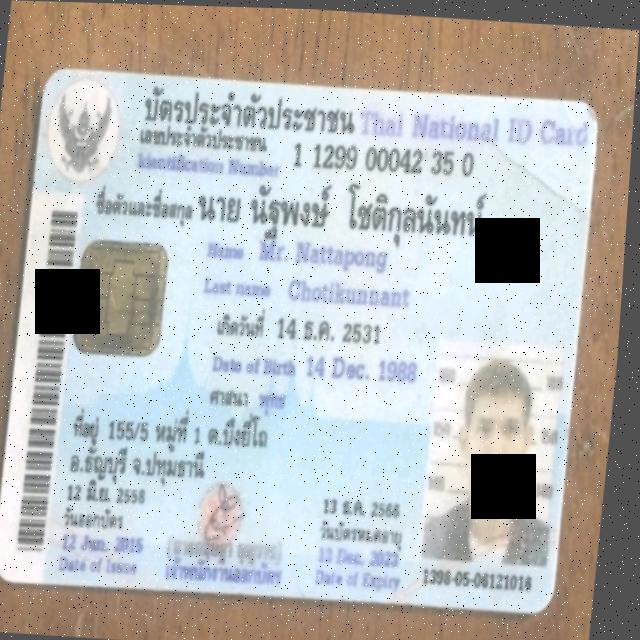 บัตรประจำตัวประชาชน Thai National ID Card
เลขประจำตัวประชาชน 1 1299 00042 35 0
Identification Number
ชื่อตัวและชื่อสกุล นาย นัฐพงษ์ โชติกุลนันทน์
Name Mr. Nattapong
Last name Chotikunnant
เกิดวันที่ 14 ธ.ค. 2531
Date of Birth 14 Dec. 1988
ศาสนา พุทธ
ที่อยู่ 155/5 หมู่ที่ 1 ต.บึงยี่โถ
อ.ธัญบุรี จ.ปทุมธานี
12 มิ.ย. 2558
วันออกบัตร
12 Jun. 2015
Date of Issue
เจ้าพนักงานออกบัตร
13 ธ.ค. 2566
วันบัตรหมดอายุ
Date of Expiry
1396-05-06121018